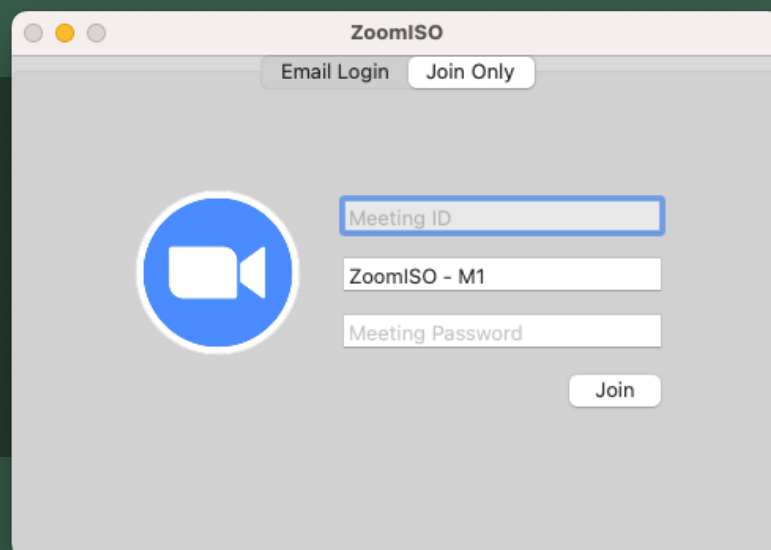 ZoomISO
Email Login Join Only
Meeting ID
ZoomISO - M1
Meeting Password
Join